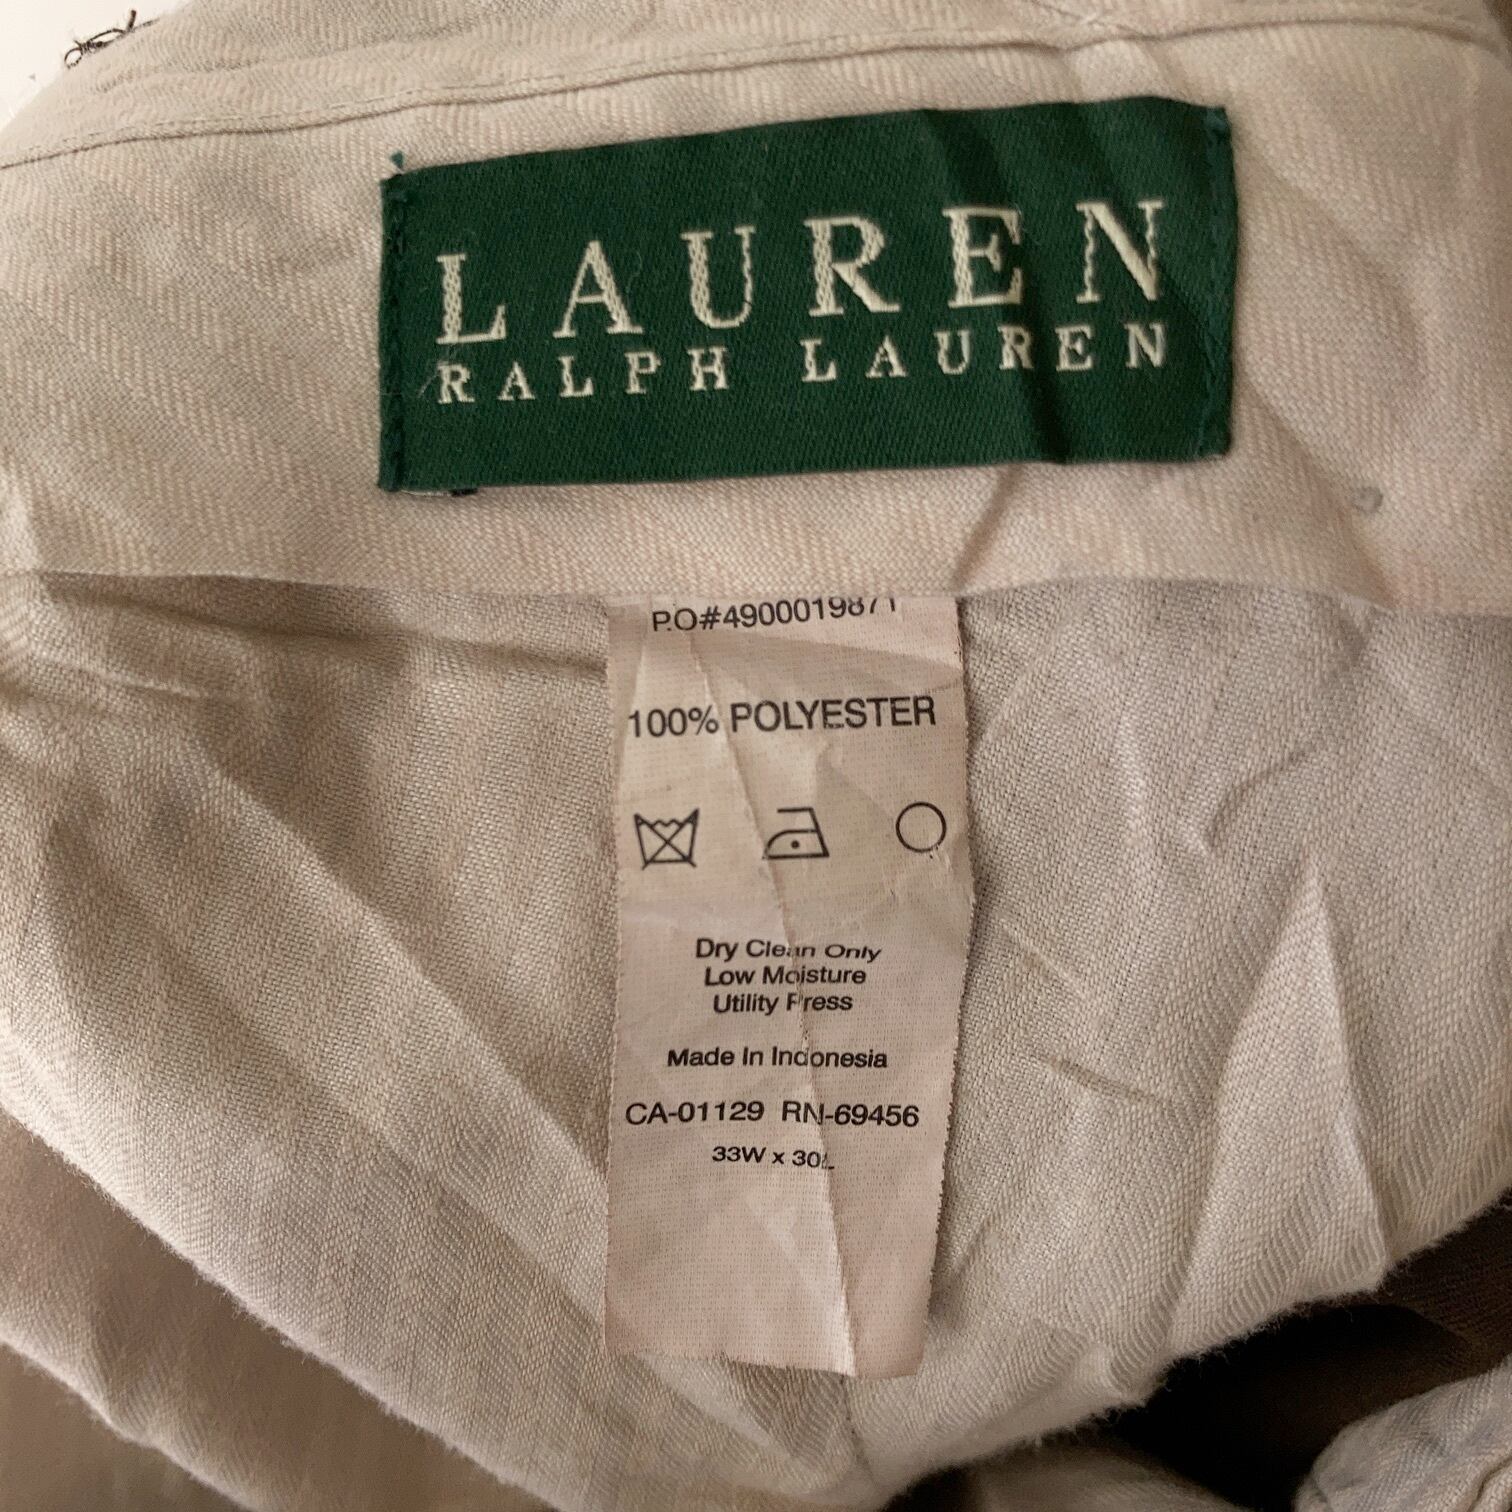 LAUREN
RALPH LAUREN
P.O#4900019871
100% POLYESTER
Dry Clean Only
Low Moisture
Utility Press
Made In Indonesia
CA-01129 RN-69456
33W x 30L